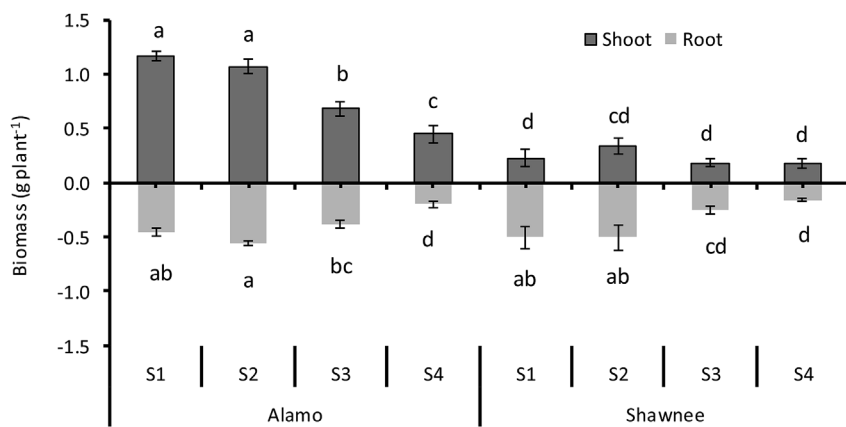 1.5
1.0
0.5
0.0
-0.5
-1.0
-1.5
Biomass (g plant-1)
Shoot Root
a a b c d cd d d
ab a bc d ab ab cd d
S1 S2 S3 S4 S1 S2 S3 S4
Alamo Shawnee